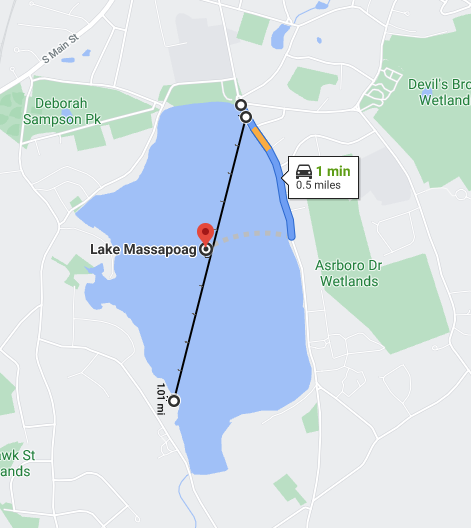 S Main St
Deborah
Sampson Pk
Devil's Bro
Wetland
1 min
0.5 miles
Lake Massapoag
Asrboro Dr
Wetlands
1.01 mi
awk St
ands